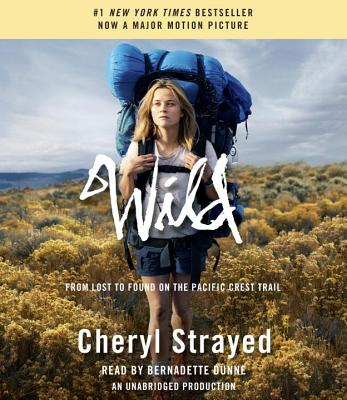 #1 NEW YORK TIMES BESTSELLER
NOW A MAJOR MOTION PICTURE
Wild
FROM LOST TO FOUND ON THE PACIFIC CREST TRAIL
Cheryl Strayed
READ BY BERNADETTE DUNNE
AN UNABRIDGED PRODUCTION